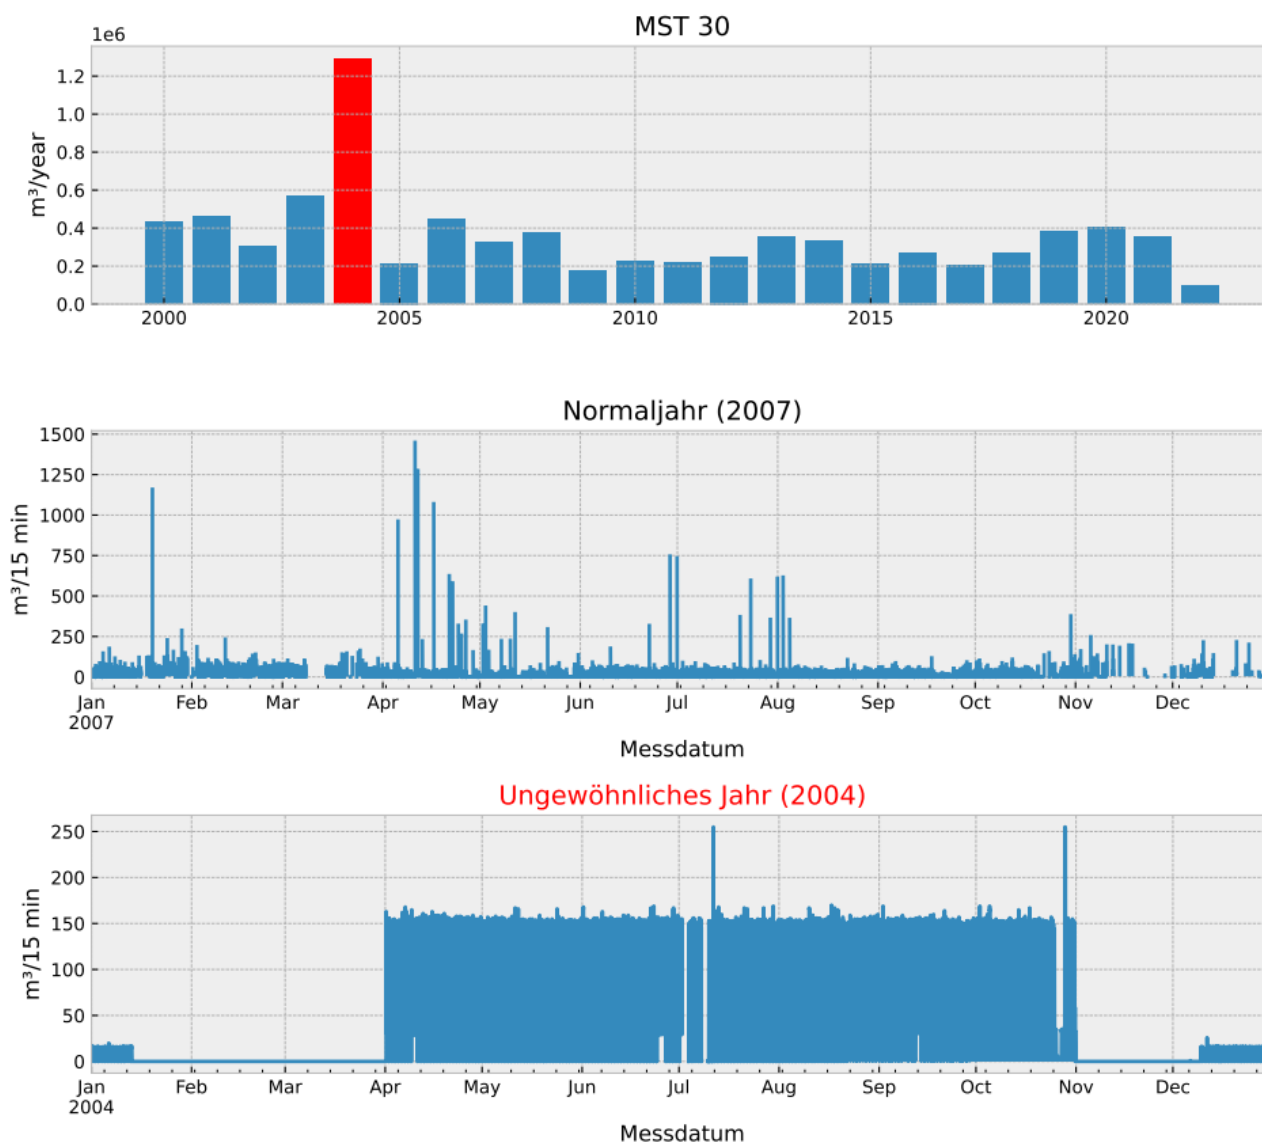 MST 30
1e6
m³/year
1.2
1.0
0.8
0.6
0.4
0.2
0.0
2000 2005 2010 2015 2020
Normaljahr (2007)
m³/15 min
1500
1250
1000
750
500
250
0
Jan Feb Mar Apr May Jun Jul Aug Sep Oct Nov Dec
2007
Messdatum
Ungewöhnliches Jahr (2004)
m³/15 min
250
200
150
100
50
0
Jan Feb Mar Apr May Jun Jul Aug Sep Oct Nov Dec
2004
Messdatum